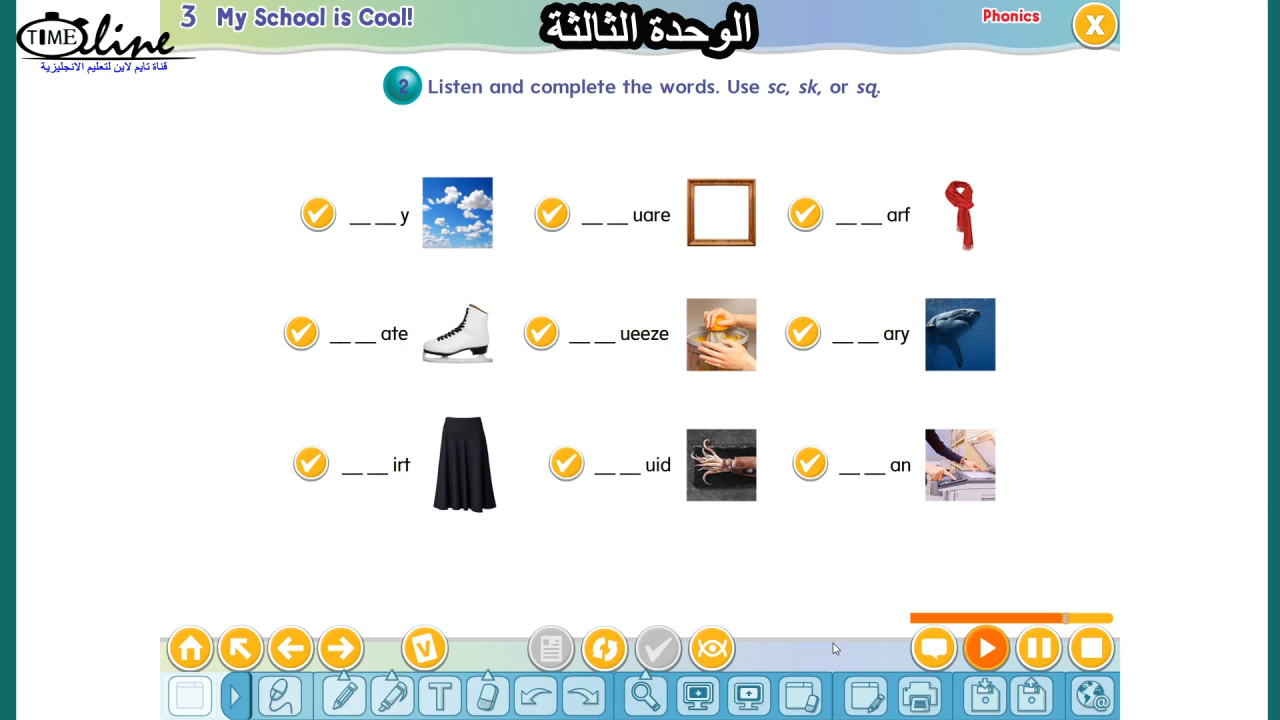 3 My School is Cool!
الوحدة الثالثة
Phonics
X
TIMEline
قناة تايم لاين لتعليم الانجليزية
2 Listen and complete the words. Use sc, sk, or sq.
__ __ y
__ __ uare
__ __ arf
__ __ ate
__ __ ueeze
__ __ ary
__ __ irt
__ __ uid
__ __ an
V
T
@